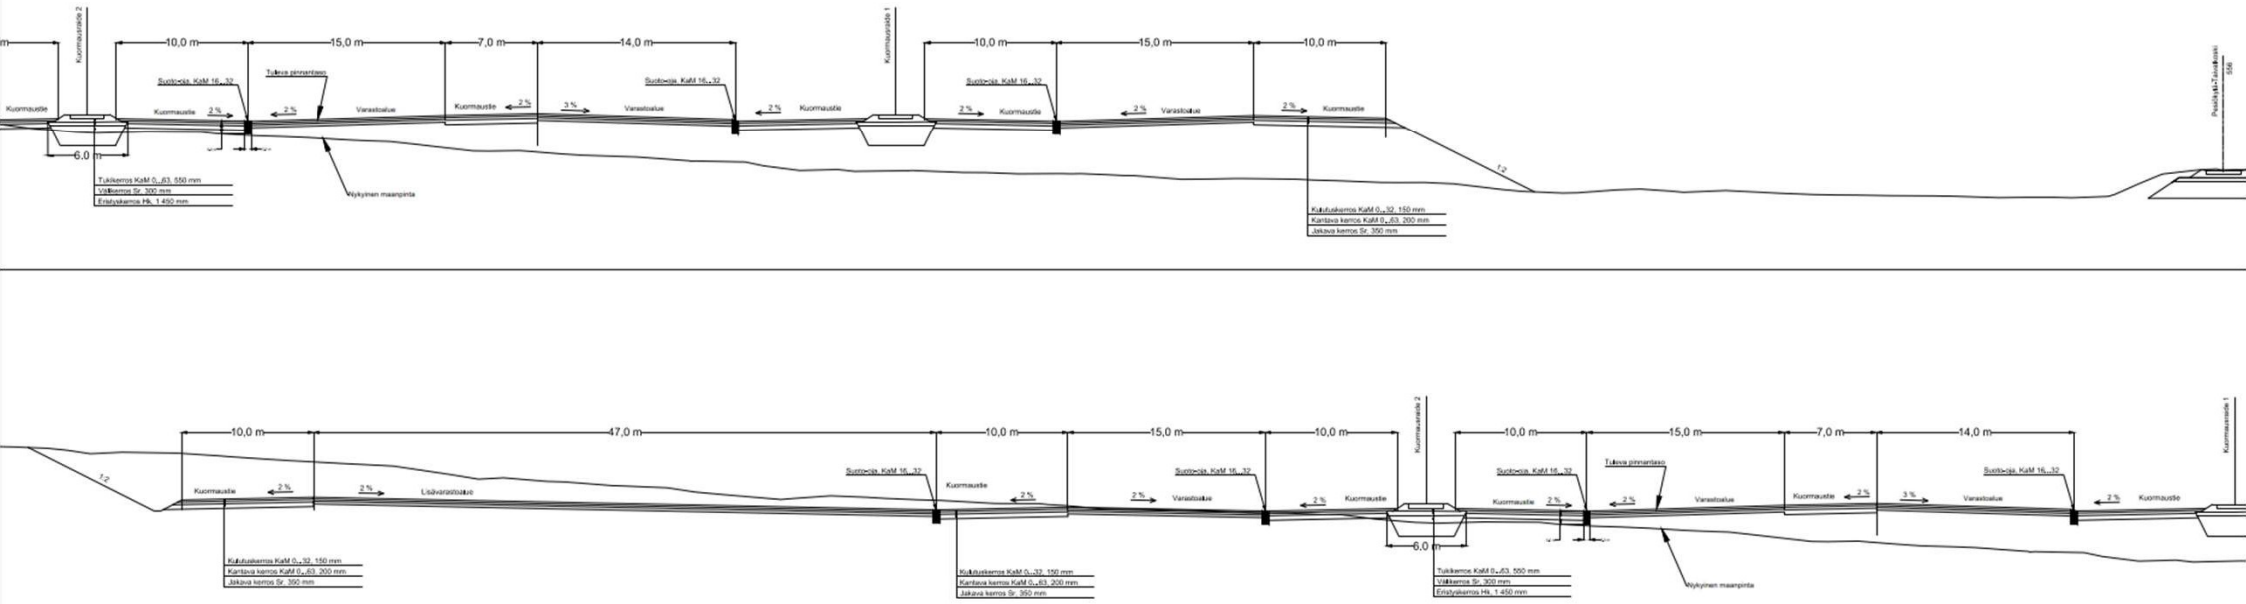 Kuormausraide 2
Kuormausraide 1
m
10,0 m
15,0 m
7,0 m
14,0 m
10,0 m
15,0 m
10,0 m
Pesiökylä-Taivalkoski
556
Suoto-oja, KaM 16...32
Tuleva pinnantaso
Suoto-oja, KaM 16...32
Suoto-oja, KaM 16...32
Kuormaustie
Kuormaustie
2 %
2 %
Varastoalue
Kuormaustie
2 %
3 %
Varastoalue
2 %
Kuormaustie
2 %
Kuormaustie
2 %
Varastoalue
2 %
Kuormaustie
6.0 m
1:2
Tukikerros KaM 0...63, 550 mm
Välikerros Sr, 300 mm
Eristyskerros Hk, 1 450 mm
Nykyinen maanpinta
Kulutuskerros KaM 0...32, 150 mm
Kantava kerros KaM 0...63, 200 mm
Jakava kerros Sr, 350 mm
Kuormausraide 2
Kuormausraide 1
10,0 m
47,0 m
10,0 m
15,0 m
10,0 m
10,0 m
15,0 m
7,0 m
14,0 m
Suoto-oja, KaM 16...32
Suoto-oja, KaM 16...32
Suoto-oja, KaM 16...32
Tuleva pinnantaso
Suoto-oja, KaM 16...32
1:2
Kuormaustie
2 %
2 %
Lisävarastoalue
Kuormaustie
2 %
2 %
Varastoalue
2 %
Kuormaustie
Kuormaustie
2 %
2 %
Varastoalue
Kuormaustie
2 %
3 %
Varastoalue
2 %
Kuormaustie
6.0 m
Kulutuskerros KaM 0...32, 150 mm
Kantava kerros KaM 0...63, 200 mm
Jakava kerros Sr, 350 mm
Kulutuskerros KaM 0...32, 150 mm
Kantava kerros KaM 0...63, 200 mm
Jakava kerros Sr, 350 mm
Tukikerros KaM 0...63, 550 mm
Välikerros Sr, 300 mm
Eristyskerros Hk, 1 450 mm
Nykyinen maanpinta